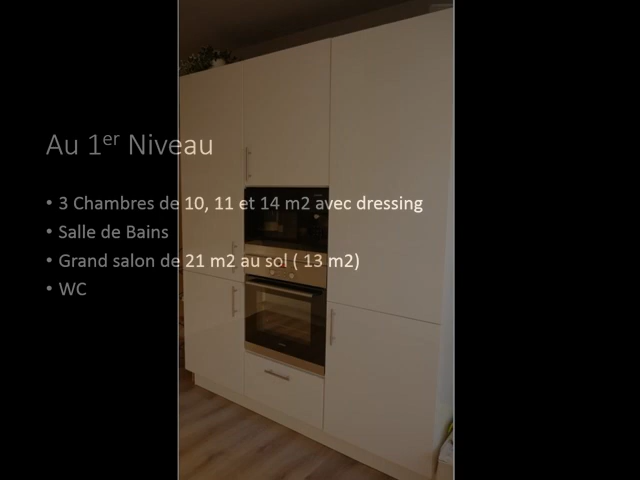 Au 1er Niveau
• 3 Chambres de 10, 11 et 14 m2 avec dressing
• Salle de Bains
• Grand salon de 21 m2 au sol ( 13 m2)
• WC